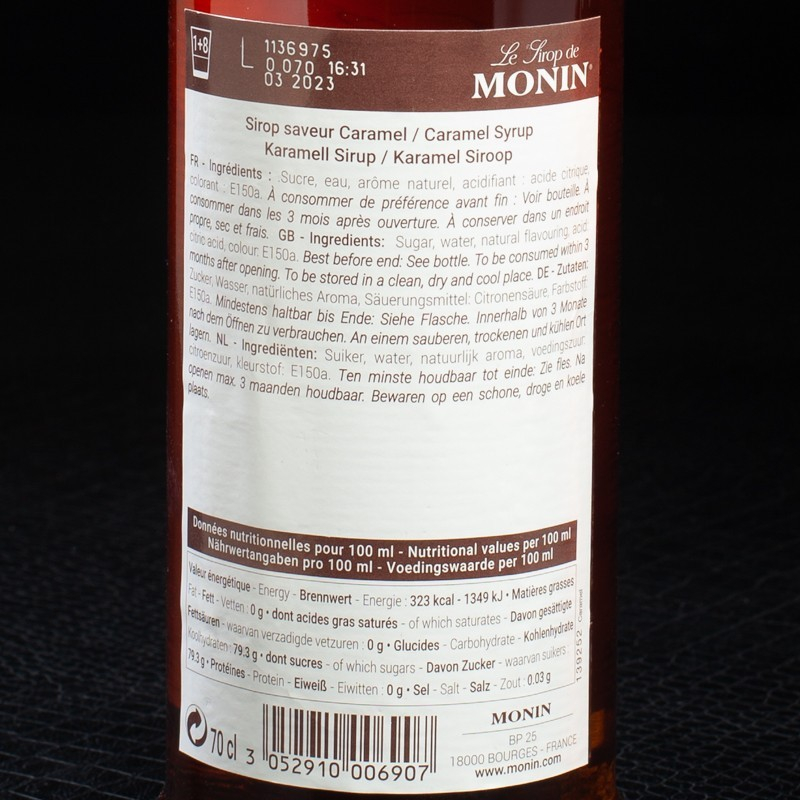 1+8
L 1136975
0 070 16:31
03 2023
Le Sirop de
MONIN®
Sirop saveur Caramel / Caramel Syrup
Karamell Sirup / Karamel Siroop
FR - Ingrédients : Sucre, eau, arôme naturel, acidifiant : acide citrique,
colorant : E150a. À consommer de préférence avant fin : Voir bouteille. À
consommer dans les 3 mois après ouverture. À conserver dans un endroit
propre, sec et frais. GB - Ingredients: Sugar, water, natural flavouring, acid:
citric acid, colour: E150a. Best before end: See bottle. To be consumed within 3
months after opening. To be stored in a clean, dry and cool place. DE - Zutaten:
Zucker, Wasser, natürliches Aroma, Säuerungsmittel: Citronensäure, Farbstoff:
E150a. Mindestens haltbar bis Ende: Siehe Flasche. Innerhalb von 3 Monate
nach dem Öffnen zu verbrauchen. An einem sauberen, trockenen und kühlen Ort
lagern. NL - Ingrediënten: Suiker, water, natuurlijk aroma, voedingszuur:
citroenzuur, kleurstof: E150a. Ten minste houdbaar tot einde: Zie fles. Na
openen max. 3 maanden houdbaar. Bewaren op een schone, droge en koele
plaats.
Données nutritionnelles pour 100 ml - Nutritional values per 100 ml
Nährwertangaben pro 100 ml - Voedingswaarde per 100 ml
Valeur énergétique - Energy - Brennwert - Energie : 323 kcal - 1349 kJ • Matières grasses
Fat - Fett - Vetten : 0 g • dont acides gras saturés - of which saturates - Davon gesättigte
Fettsäuren - waarvan verzadigde vetzuren : 0 g • Glucides - Carbohydrate - Kohlenhydrate
Koolhydraten : 79.3 g • dont sucres - of which sugars - Davon Zucker - waarvan suikers
79.3 g • Protéines - Protein - Eiweiß - Eiwitten : 0 g • Sel - Salt - Salz - Zout : 0.03 g
139252 Caramel
70 cl
3 052910 006907
MONIN
BP 25
18000 BOURGES - FRANCE
www.monin.com